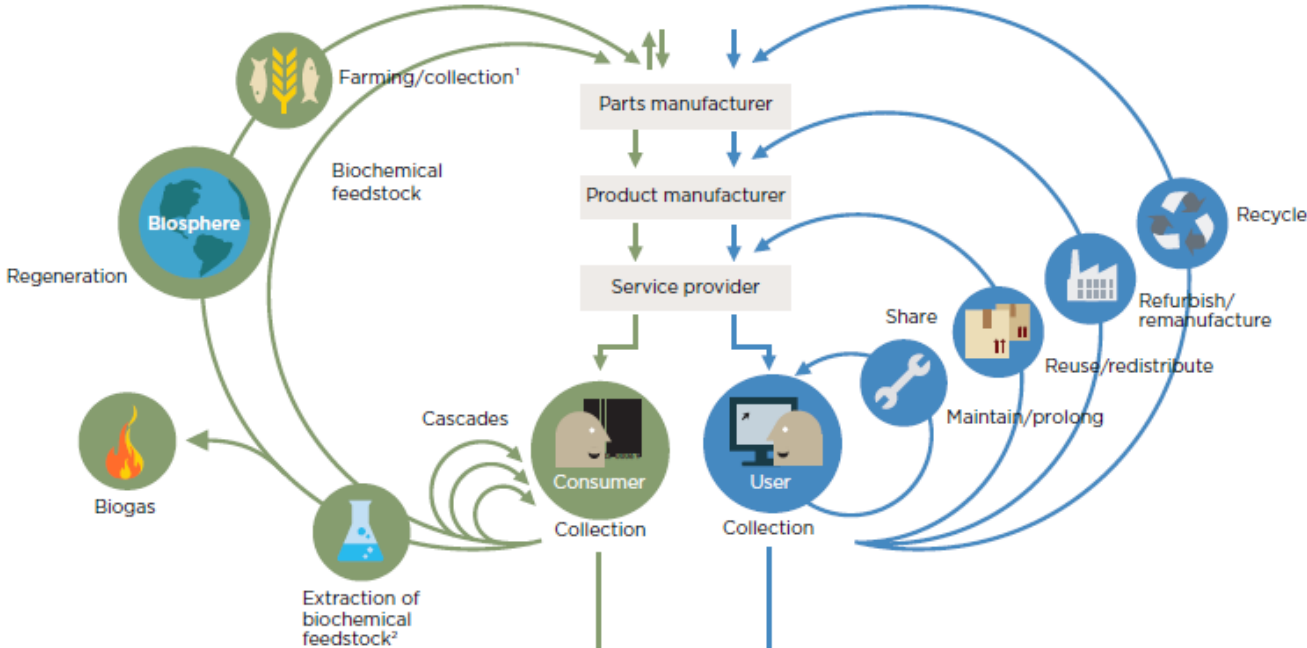 Farming/collection¹
Parts manufacturer
Biochemical
feedstock
Product manufacturer
Recycle
Biosphere
Regeneration
Service provider
Share
Refurbish/
remanufacture
Reuse/redistribute
Cascades
Maintain/prolong
Consumer
User
Biogas
Collection
Collection
Extraction of
biochemical
feedstock²